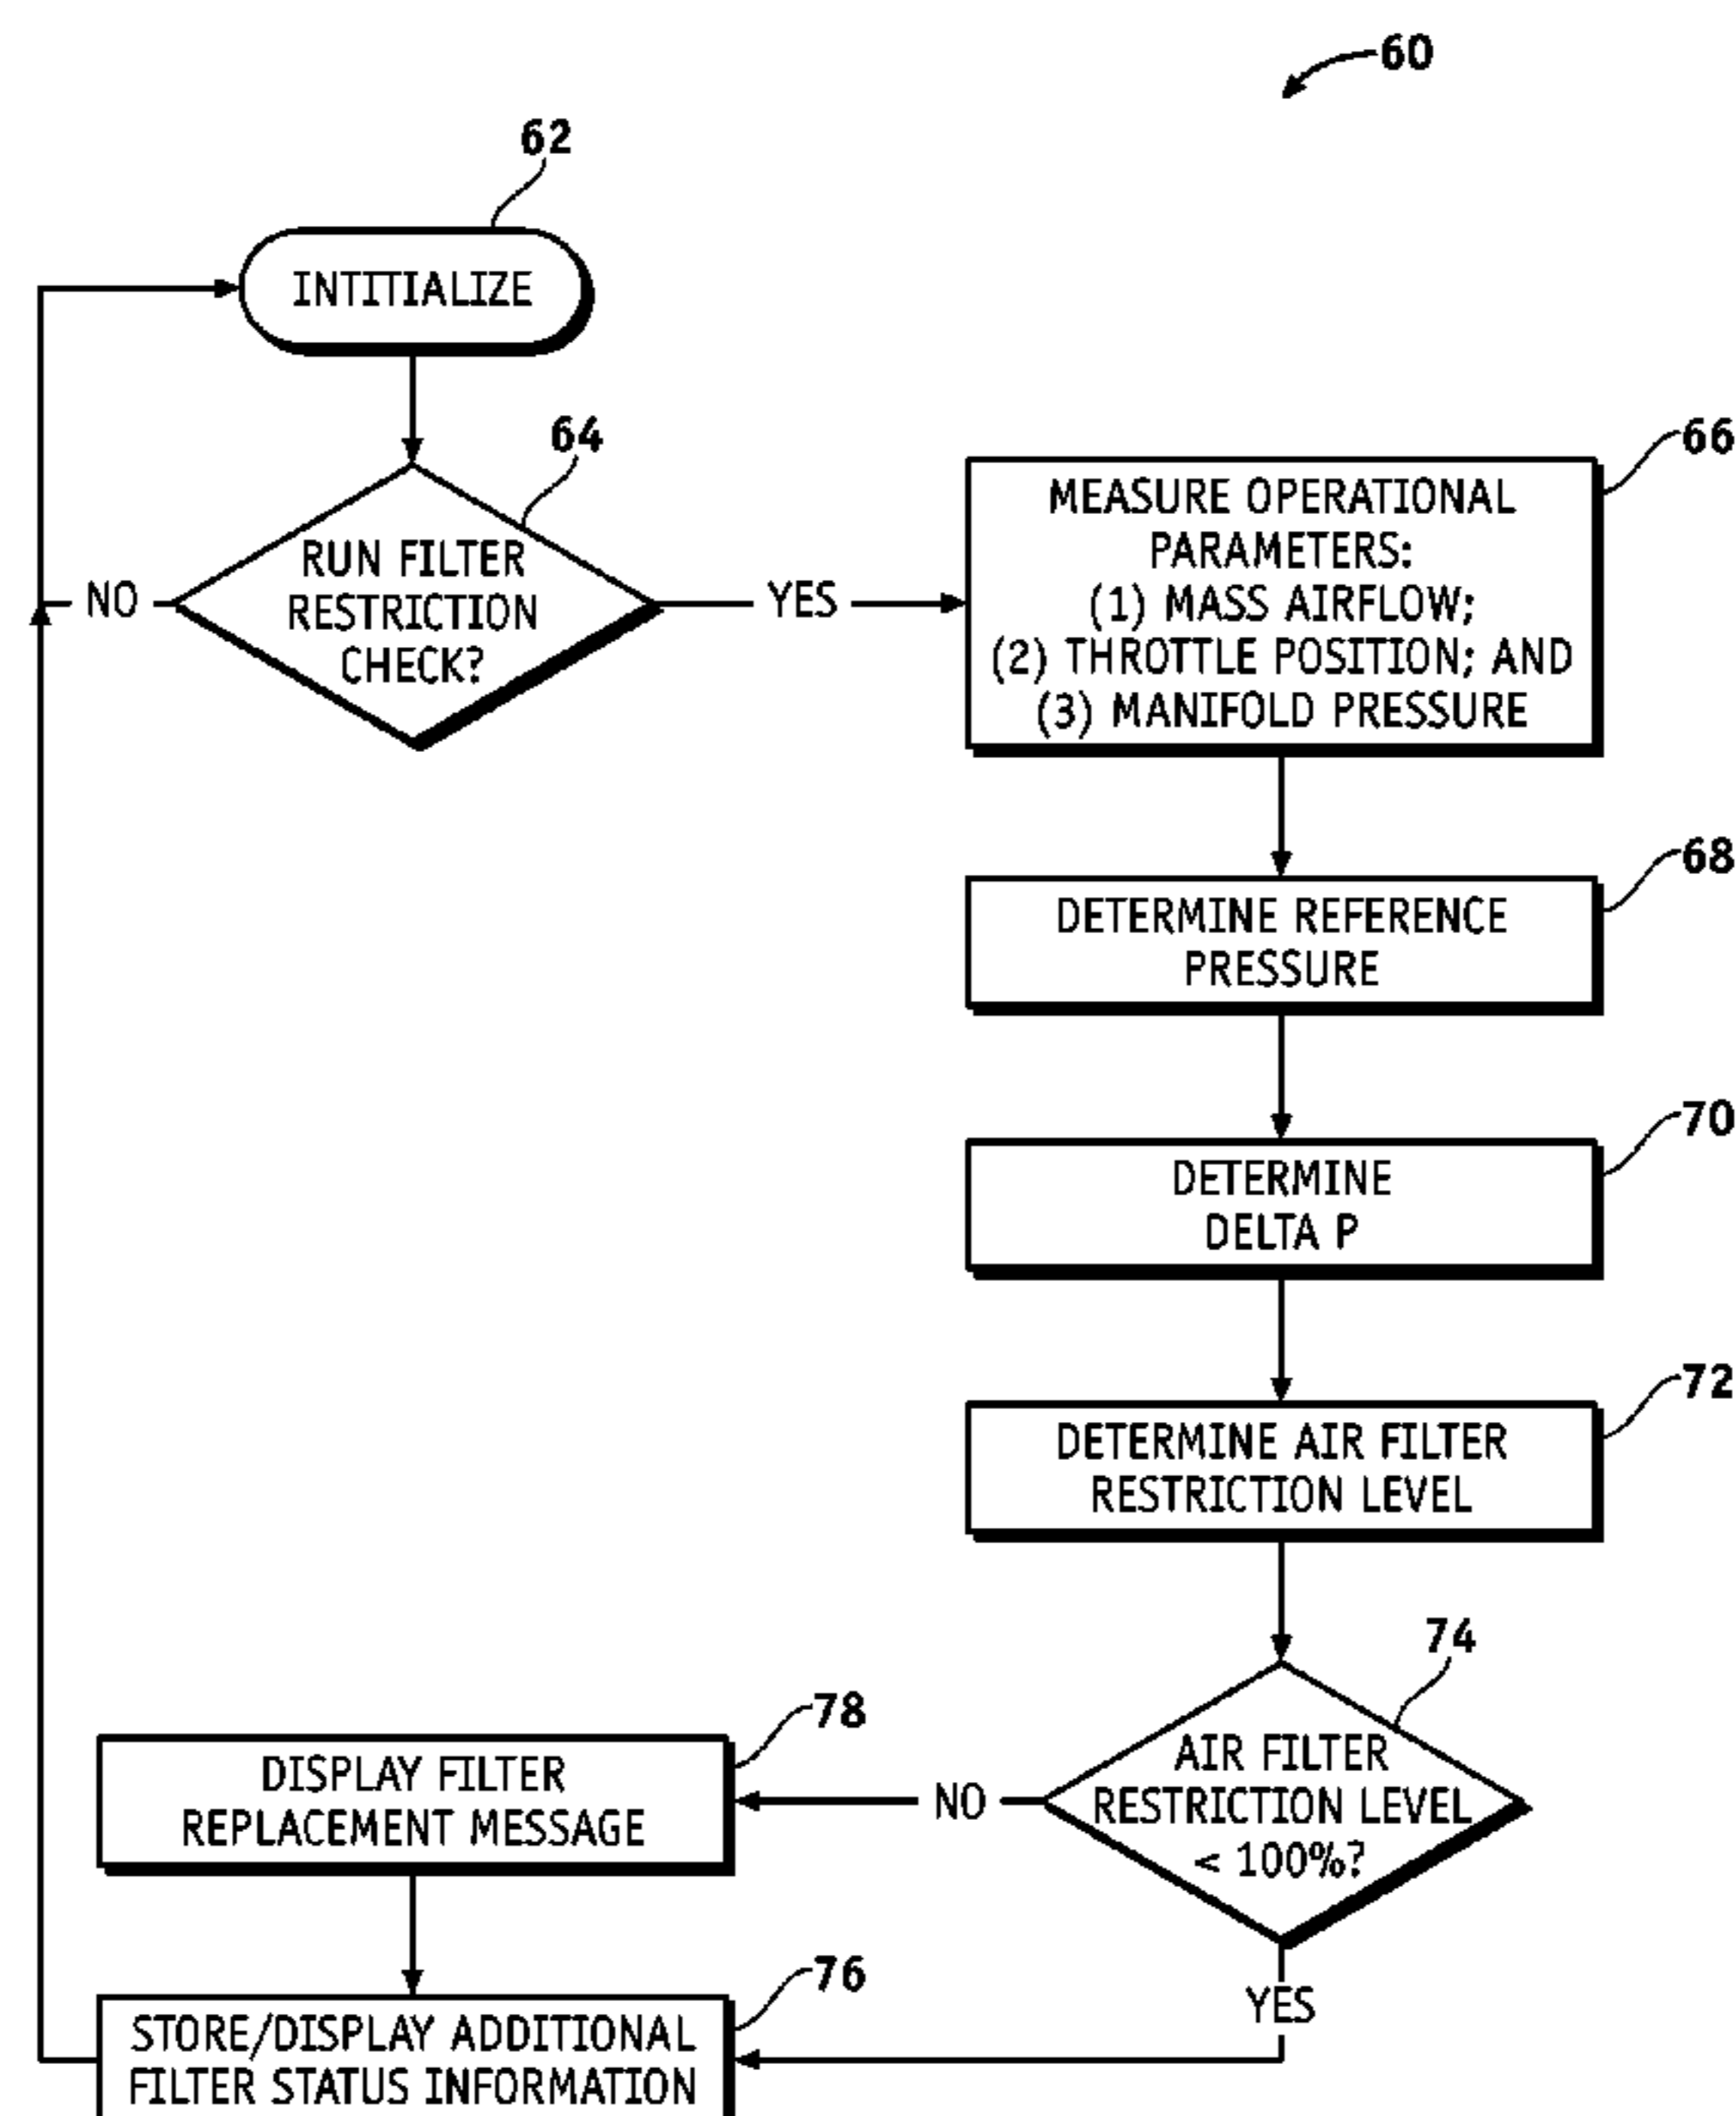 60
62
INTITIALIZE
64
RUN FILTER
RESTRICTION
CHECK?
NO
YES
66
MEASURE OPERATIONAL
PARAMETERS:
(1) MASS AIRFLOW;
(2) THROTTLE POSITION; AND
(3) MANIFOLD PRESSURE
68
DETERMINE REFERENCE
PRESSURE
70
DETERMINE
DELTA P
72
DETERMINE AIR FILTER
RESTRICTION LEVEL
74
AIR FILTER
RESTRICTION LEVEL
< 100%?
NO
YES
78
DISPLAY FILTER
REPLACEMENT MESSAGE
76
STORE/DISPLAY ADDITIONAL
FILTER STATUS INFORMATION